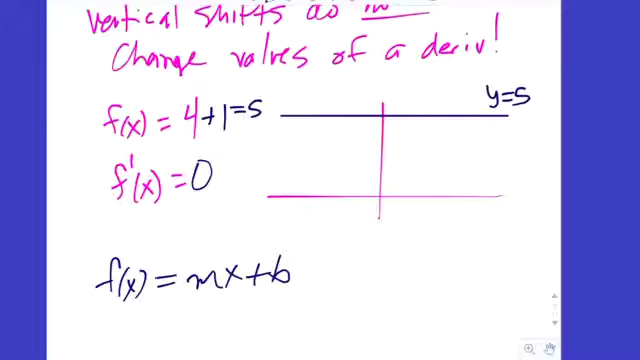 vertical shifts do
change values of a deriv!
f(x) = 4+1=5
y=5
f'(x) = 0
f(x) = mx+b